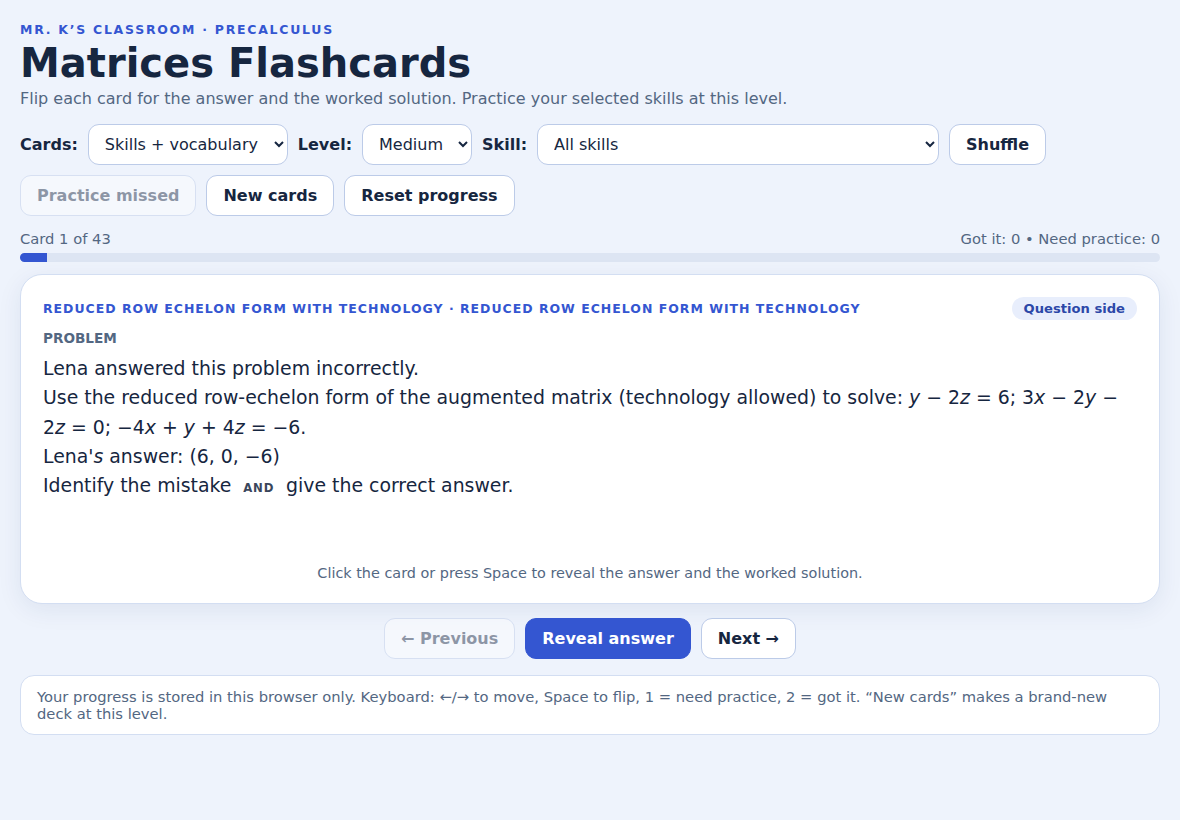 MR. K’S CLASSROOM · PRECALCULUS
Matrices Flashcards
Flip each card for the answer and the worked solution. Practice your selected skills at this level.
Cards: Skills + vocabulary Level: Medium Skill: All skills Shuffle
Practice missed New cards Reset progress
Card 1 of 43 Got it: 0 • Need practice: 0
REDUCED ROW ECHELON FORM WITH TECHNOLOGY · REDUCED ROW ECHELON FORM WITH TECHNOLOGY Question side
PROBLEM
Lena answered this problem incorrectly.
Use the reduced row-echelon form of the augmented matrix (technology allowed) to solve: y − 2z = 6; 3x − 2y −
2z = 0; −4x + y + 4z = −6.
Lena's answer: (6, 0, −6)
Identify the mistake AND give the correct answer.
Click the card or press Space to reveal the answer and the worked solution.
← Previous Reveal answer Next →
Your progress is stored in this browser only. Keyboard: ←/→ to move, Space to flip, 1 = need practice, 2 = got it. “New cards” makes a brand-new
deck at this level.